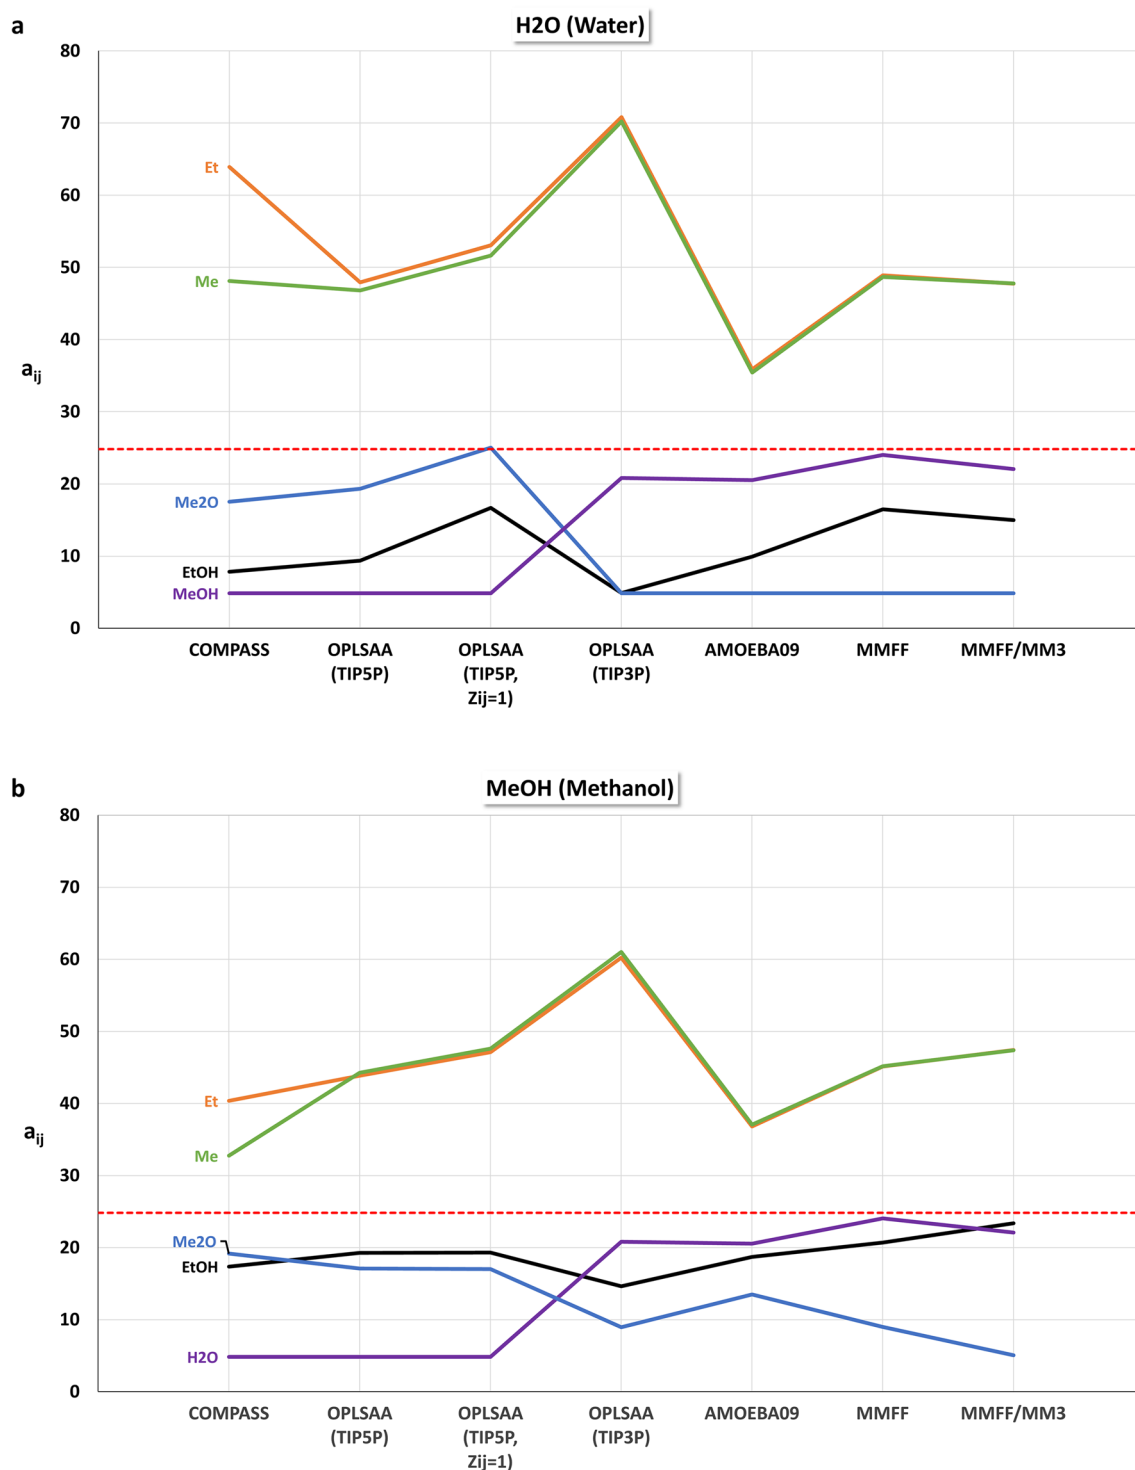 a
H2O (Water)
80
70
60
50
40
30
20
10
0
aij
Et
Me
Me2O
EtOH
MeOH
COMPASS
OPLSAA
(TIP5P)
OPLSAA
(TIP5P,
Zij=1)
OPLSAA
(TIP3P)
AMOEBA09
MMFF
MMFF/MM3
b
MeOH (Methanol)
80
70
60
50
40
30
20
10
0
aij
Et
Me
Me2O
EtOH
H2O
COMPASS
OPLSAA
(TIP5P)
OPLSAA
(TIP5P,
Zij=1)
OPLSAA
(TIP3P)
AMOEBA09
MMFF
MMFF/MM3